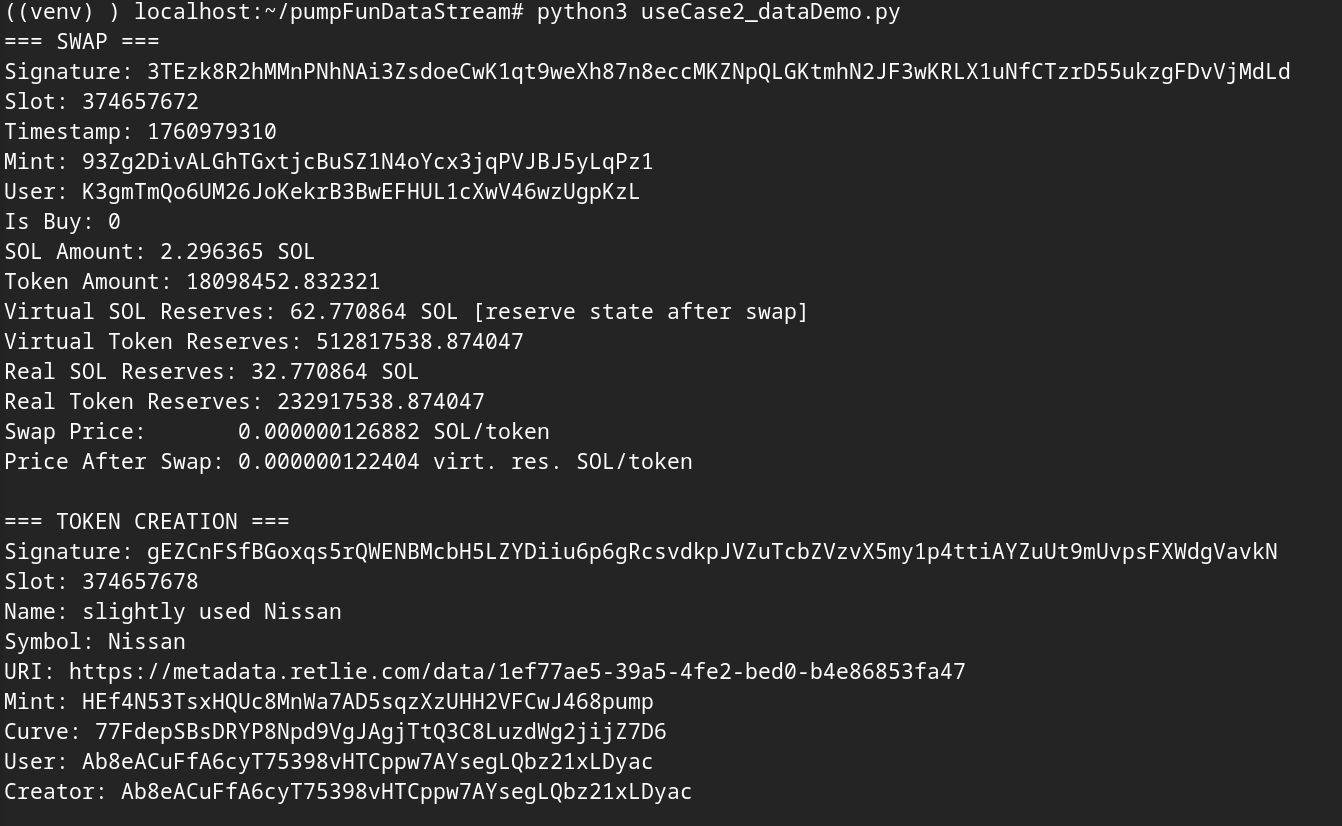 ((venv) ) localhost:~/pumpFunDataStream# python3 useCase2_dataDemo.py
=== SWAP ===
Signature: 3TEzk8R2hMMnPNhNAi3ZsdoeCwK1qt9weXh87n8eccMKZNpQLGKtmhN2JF3wKRLX1uNfCTzrD55ukzgFDvVjMdLd
Slot: 374657672
Timestamp: 1760979310
Mint: 93Zg2DivALGhTGxtjcBuSZ1N4oYcx3jqPVJBJ5yLqPz1
User: K3gmTmQo6UM26JoKekrB3BwEFHUL1cXwV46wzUgpKzL
Is Buy: 0
SOL Amount: 2.296365 SOL
Token Amount: 18098452.832321
Virtual SOL Reserves: 62.770864 SOL [reserve state after swap]
Virtual Token Reserves: 512817538.874047
Real SOL Reserves: 32.770864 SOL
Real Token Reserves: 232917538.874047
Swap Price:       0.000000126882 SOL/token
Price After Swap: 0.000000122404 virt. res. SOL/token

=== TOKEN CREATION ===
Signature: gEZCnFSfBGoxqs5rQWENBMcbH5LZYDiiu6p6gRcsvdkpJVZuTcbZVzvX5my1p4ttiAYZuUt9mUvpsFXWdgVavkN
Slot: 374657678
Name: slightly used Nissan
Symbol: Nissan
URI: https://metadata.retlie.com/data/1ef77ae5-39a5-4fe2-bed0-b4e86853fa47
Mint: HEf4N53TsxHQUc8MnWa7AD5sqzXzUHH2VFCwJ468pump
Curve: 77FdepSBsDRYP8Npd9VgJAgjTtQ3C8LuzdWg2jijZ7D6
User: Ab8eACuFfA6cyT75398vHTCppw7AYsegLQbz21xLDyac
Creator: Ab8eACuFfA6cyT75398vHTCppw7AYsegLQbz21xLDyac